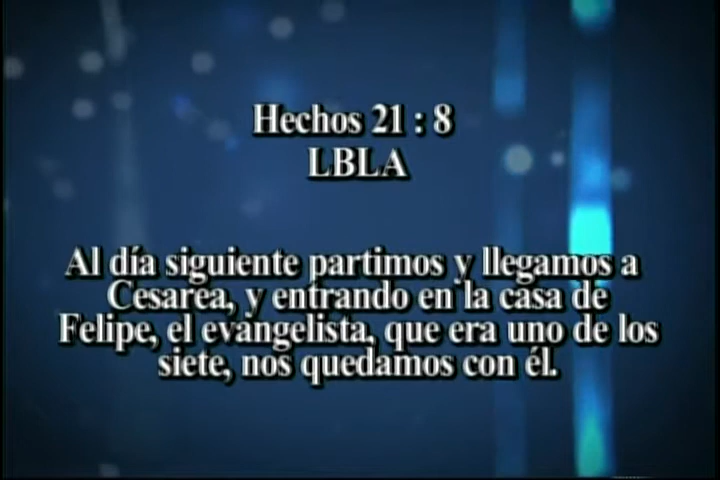 Hechos 21 : 8
LBLA
Al día siguiente partimos y llegamos a
Cesarea, y entrando en la casa de
Felipe, el evangelista, que era uno de los
siete, nos quedamos con él.